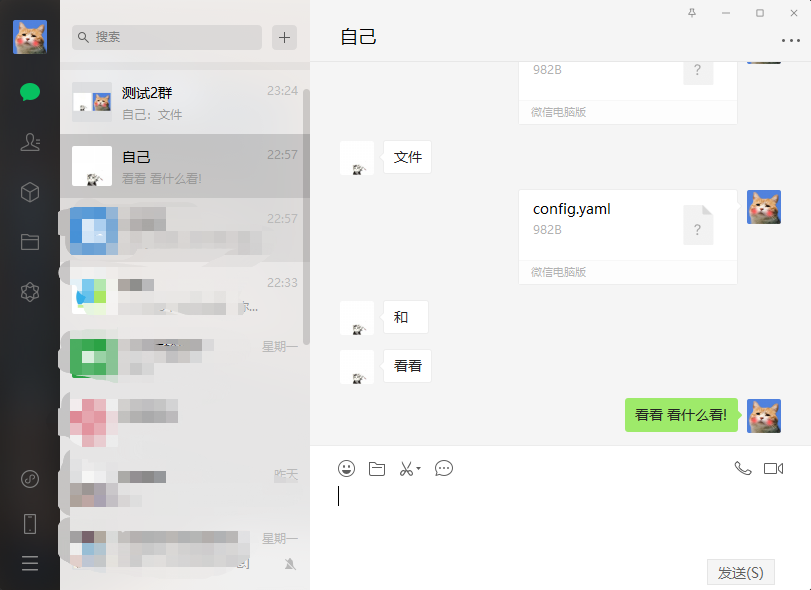 搜索
测试2群
23:24
自己：文件
自己
22:57
看看 看什么看!
22:57
22:33
星期一
昨天
星期一
自己
982B
?
微信电脑版
文件
config.yaml
982B
?
微信电脑版
和
看看
看看 看什么看!
发送(S)